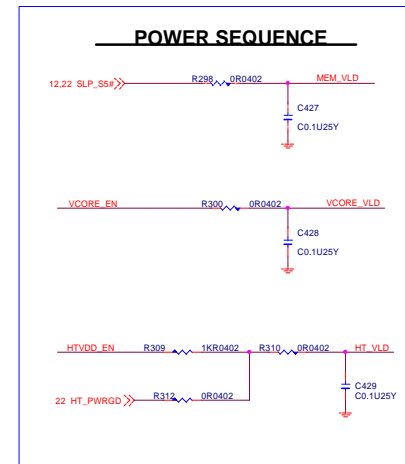 POWER SEQUENCE
12,22 SLP_S5# R298 0R0402 MEM_VLD
C427
C0.1U25Y
VCORE_EN R300 0R0402 VCORE_VLD
C428
C0.1U25Y
HTVDD_EN R309 1KR0402 R310 0R0402 HT_VLD
C429
C0.1U25Y
22 HT_PWRGD R312 0R0402